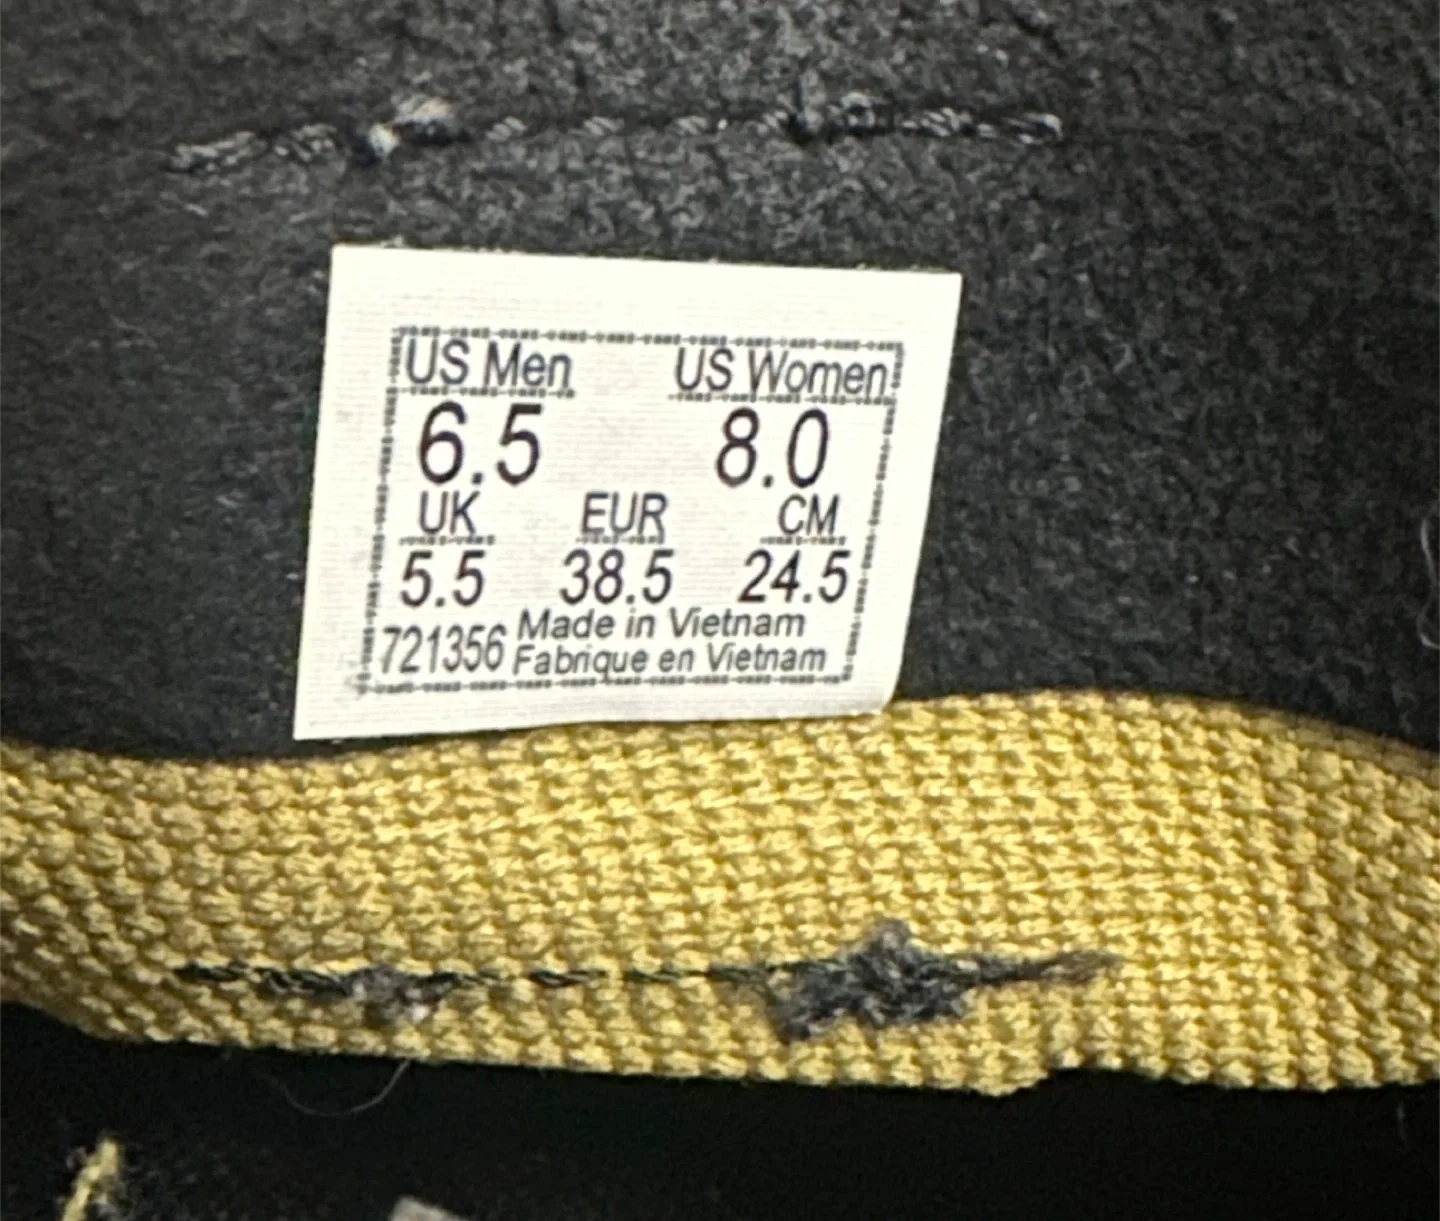 US Men US Women
6.5 8.0
UK EUR CM
5.5 38.5 24.5
721356 Made in Vietnam
Fabrique en Vietnam